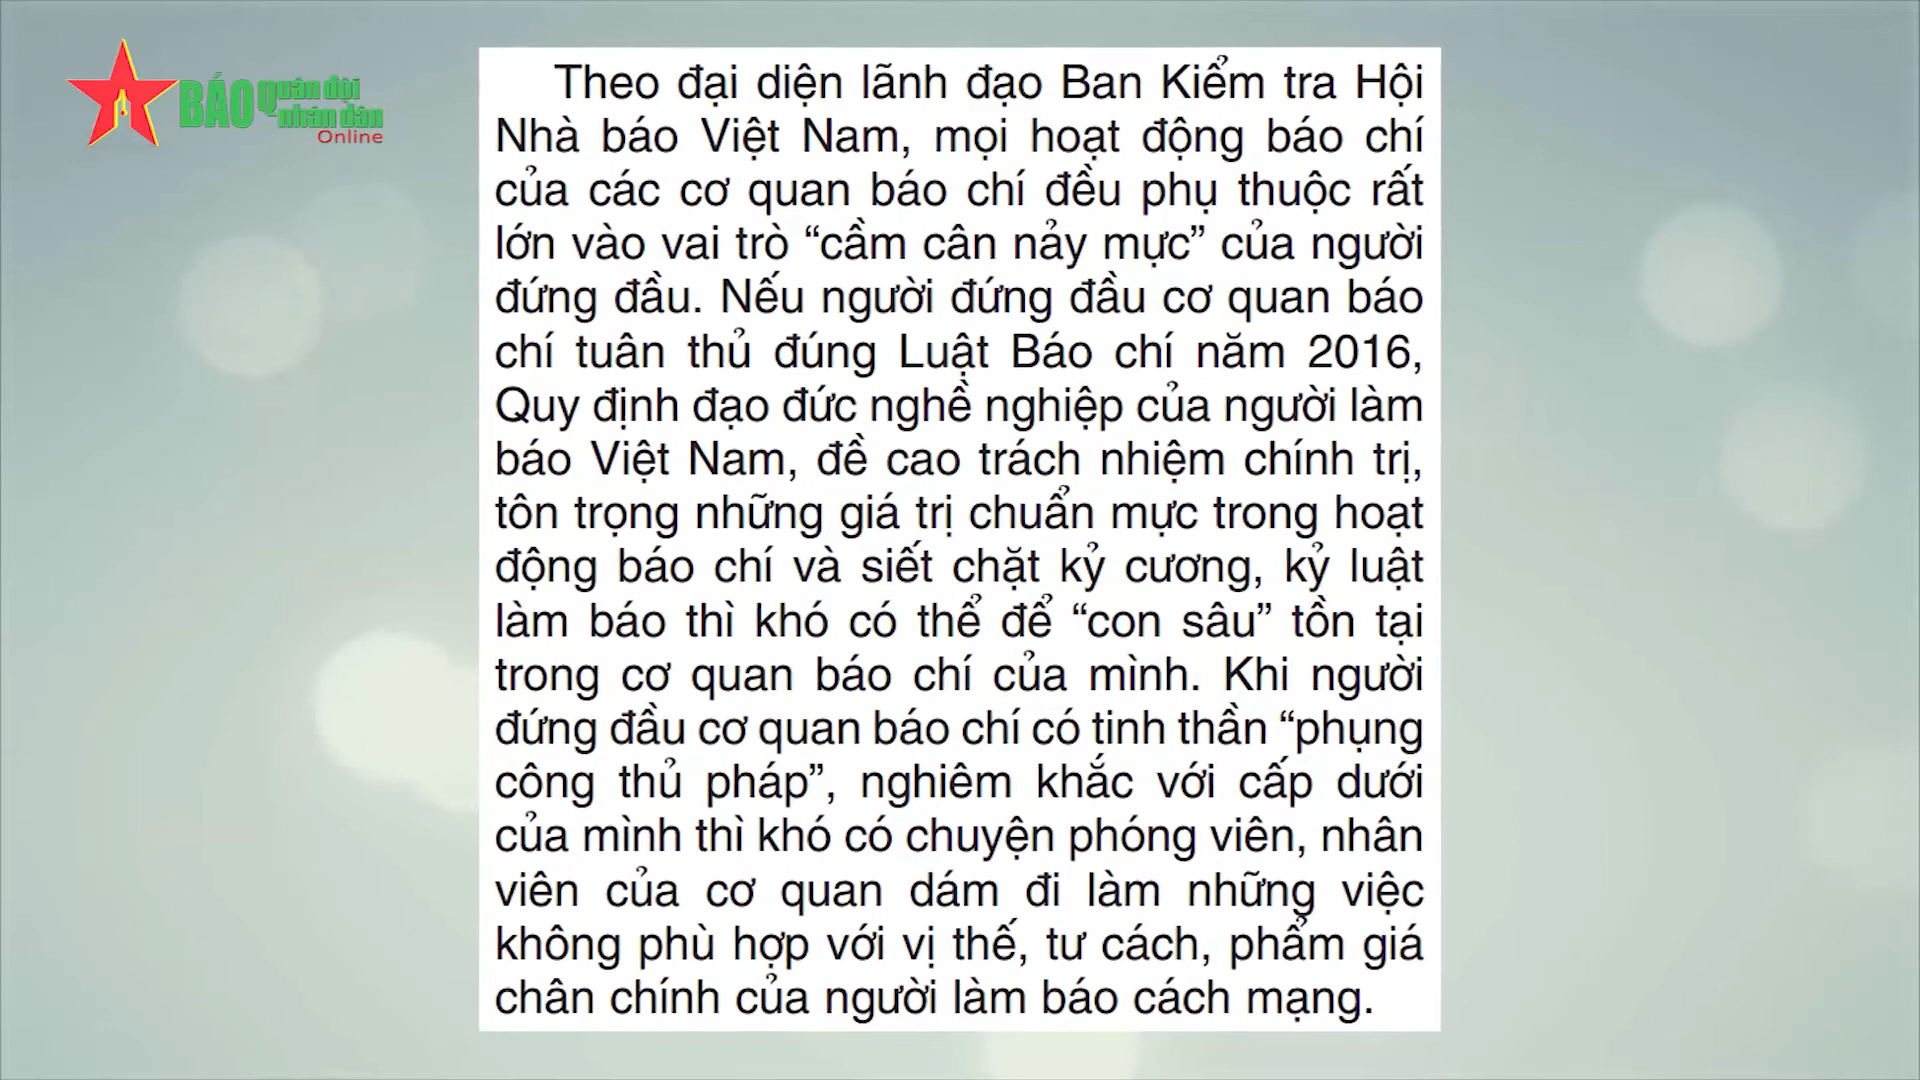 BÁO Quân đội
nhân dân
Online
Theo đại diện lãnh đạo Ban Kiểm tra Hội
Nhà báo Việt Nam, mọi hoạt động báo chí
của các cơ quan báo chí đều phụ thuộc rất
lớn vào vai trò “cầm cân nảy mực” của người
đứng đầu. Nếu người đứng đầu cơ quan báo
chí tuân thủ đúng Luật Báo chí năm 2016,
Quy định đạo đức nghề nghiệp của người làm
báo Việt Nam, đề cao trách nhiệm chính trị,
tôn trọng những giá trị chuẩn mực trong hoạt
động báo chí và siết chặt kỷ cương, kỷ luật
làm báo thì khó có thể để “con sâu” tồn tại
trong cơ quan báo chí của mình. Khi người
đứng đầu cơ quan báo chí có tinh thần “phụng
công thủ pháp”, nghiêm khắc với cấp dưới
của mình thì khó có chuyện phóng viên, nhân
viên của cơ quan dám đi làm những việc
không phù hợp với vị thế, tư cách, phẩm giá
chân chính của người làm báo cách mạng.